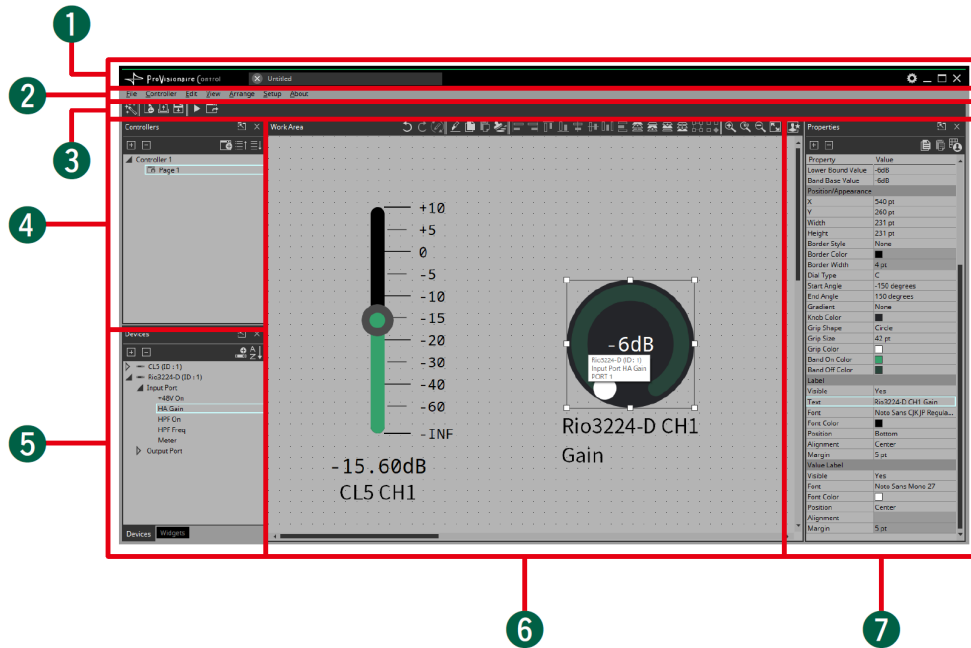 1
ProVisionaire Control
Untitled
2
File Controller Edit View Arrange Setup About
3
Controllers
Work Area
Properties
4
Controller 1
Page 1
Property Value
Lower Bound Value -6dB
Band Base Value -6dB
Position/Appearance
X 540 pt
Y 260 pt
Width 231 pt
Height 231 pt
Border Style None
Border Color
Border Width 4 pt
Dial Type C
Start Angle -150 degrees
End Angle 150 degrees
Gradient None
Knob Color
Grip Shape Circle
Grip Size 42 pt
Grip Color
Band On Color
Band Off Color
Label
Visible Yes
Text Rio3224-D CH1 Gain
Font Noto Sans CJK JP Regula...
Font Color
Position Bottom
Alignment Center
Margin 5 pt
Value Label
Visible Yes
Font Noto Sans Mono 27
Font Color
Position Center
Alignment
Margin 5 pt
+10
+5
0
-5
-10
-15
-20
-30
-40
-60
-INF
-15.60dB
CL5 CH1
-6dB
Rio3224-D (ID : 1)
Input Port HA Gain
PORT 1
Rio3224-D CH1
Gain
5
Devices
CL5 (ID : 1)
Rio3224-D (ID : 1)
Input Port
+48V On
HA Gain
HPF On
HPF Freq
Meter
Output Port
Devices Widgets
6
7